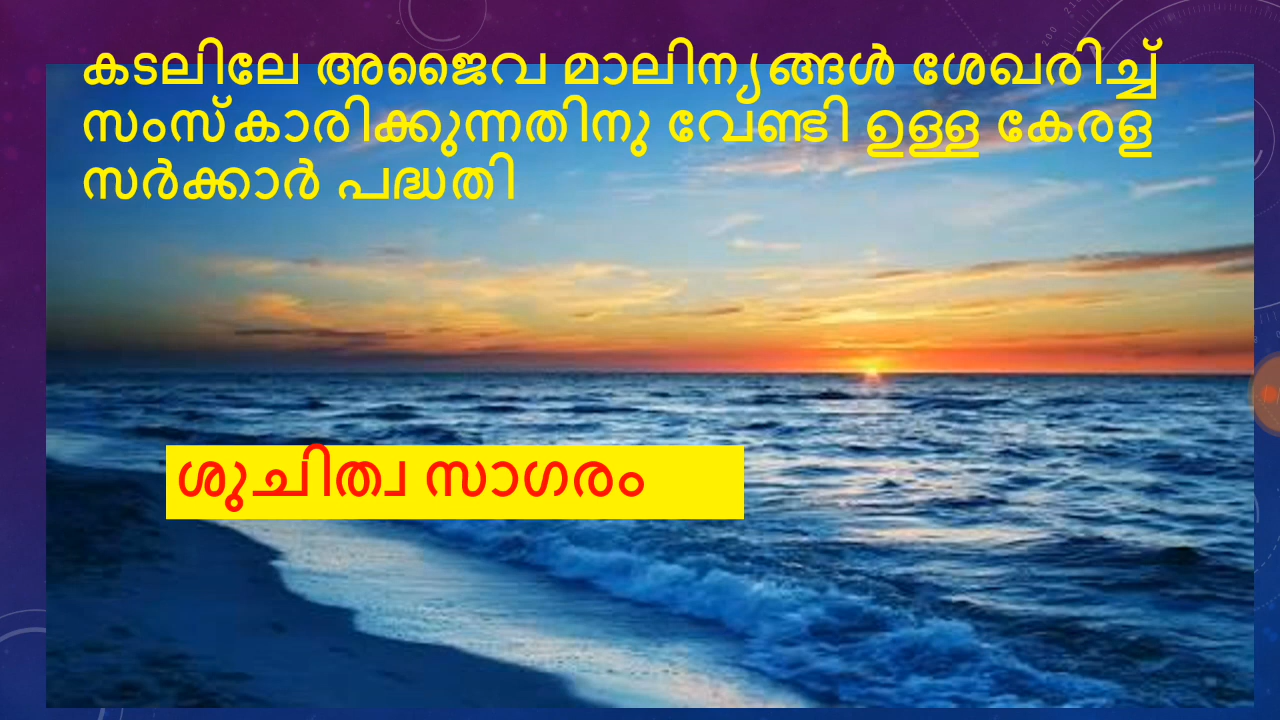 കടലിലേ അജൈവ മാലിന്യങ്ങൾ ശേഖരിച്ച്
സംസ്കാരിക്കുന്നതിനു വേണ്ടി ഉള്ള കേരള
സർക്കാർ പദ്ധതി
ശുചിത്വ സാഗരം